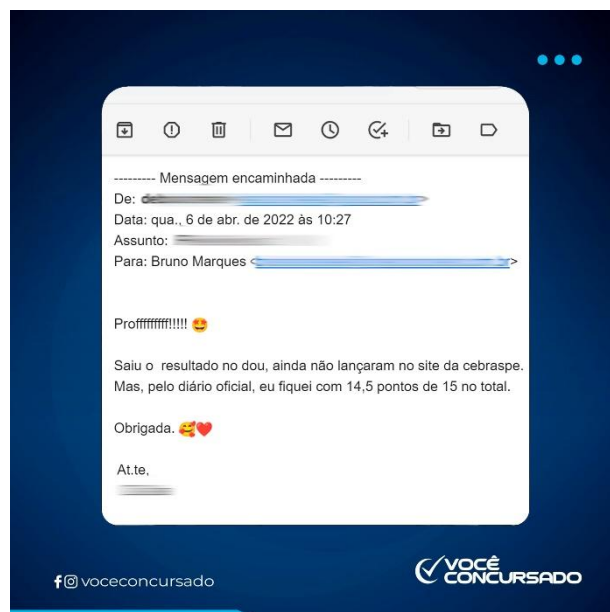 --------- Mensagem encaminhada ---------
De:
Data: qua., 6 de abr. de 2022 às 10:27
Assunto:
Para: Bruno Marques < >
Profffffffff!!!!! 🤩
Saiu o resultado no dou, ainda não lançaram no site da cebraspe.
Mas, pelo diário oficial, eu fiquei com 14,5 pontos de 15 no total.
Obrigada. 🥰❤️
At.te,
voceconcursado
VOCÊ
CONCURSADO